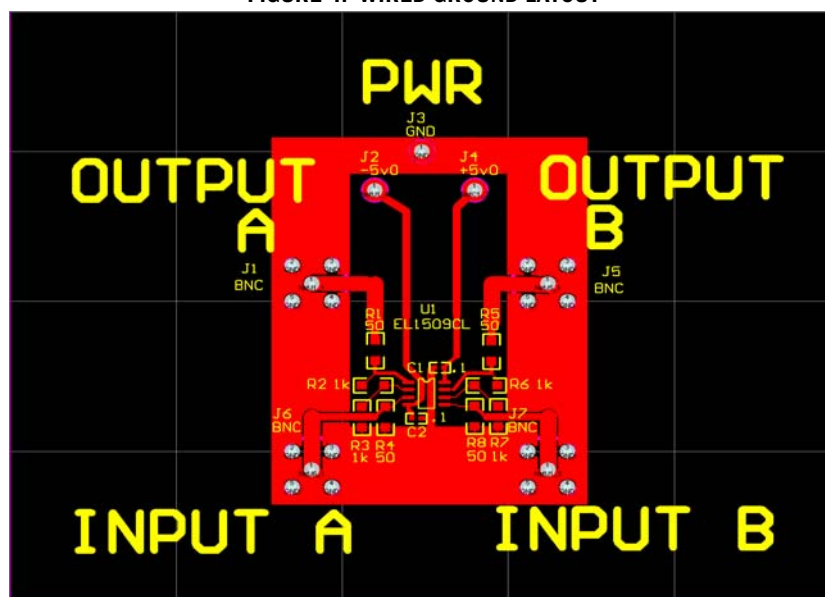 FIGURE 4. WIRED GROUND LAYOUT
PWR
J3
GND
J2
-5v0
J4
+5v0
OUTPUT
A
OUTPUT
B
J1
BNC
J5
BNC
U1
EL1509CL
R1
50
R5
50
C1
.1
R2 1k
R6 1k
J6
BNC
J7
BNC
.1
C2
R3
1k
R4
50
R8
50
R7
1k
INPUT A
INPUT B